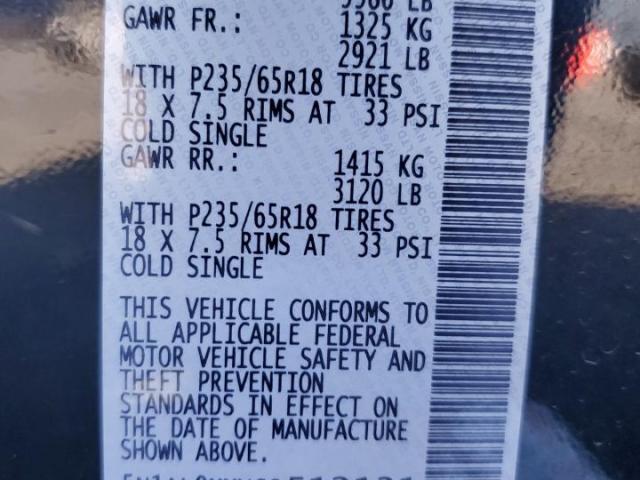 LB
GAWR FR.: 1325 KG
2921 LB
WITH P235/65R18 TIRES
18 X 7.5 RIMS AT 33 PSI
COLD SINGLE
GAWR RR.: 1415 KG
3120 LB
WITH P235/65R18 TIRES
18 X 7.5 RIMS AT 33 PSI
COLD SINGLE
THIS VEHICLE CONFORMS TO
ALL APPLICABLE FEDERAL
MOTOR VEHICLE SAFETY AND
THEFT PREVENTION
STANDARDS IN EFFECT ON
THE DATE OF MANUFACTURE
SHOWN ABOVE.